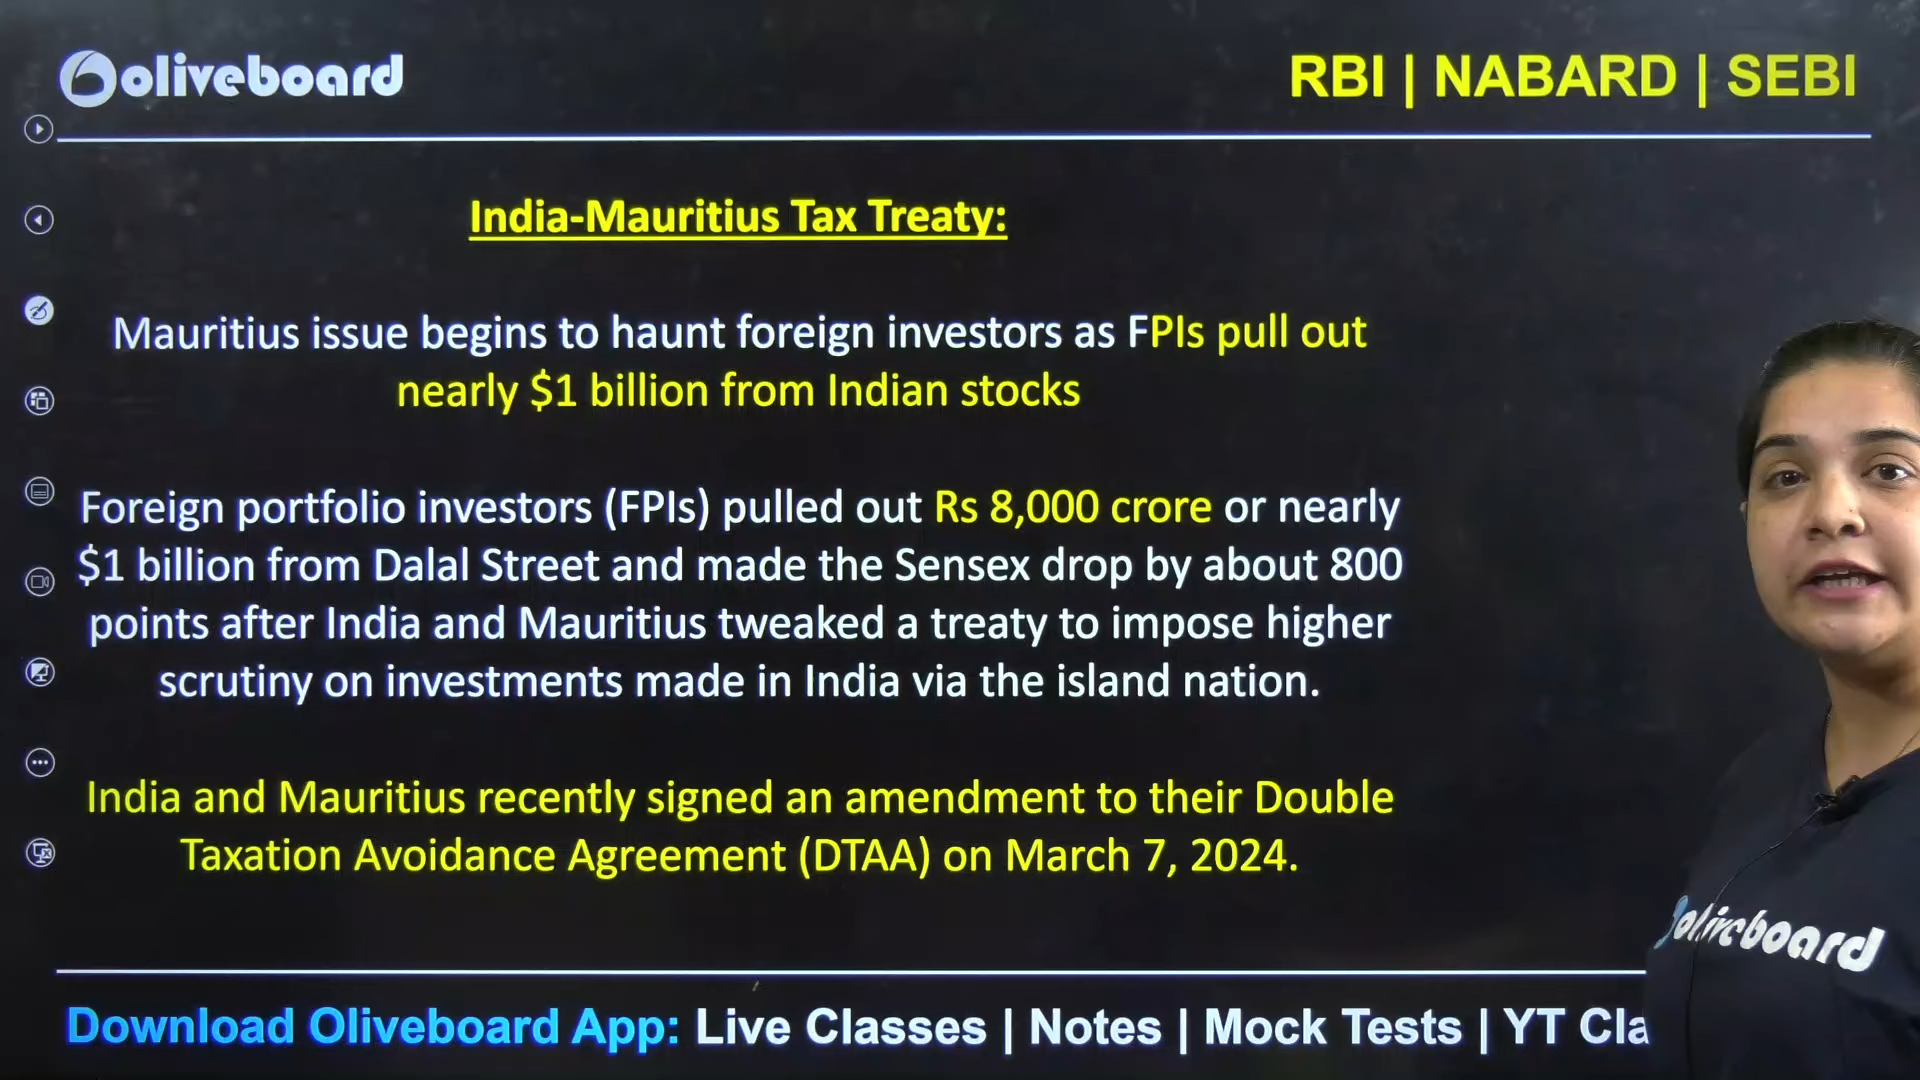 oliveboard
RBI | NABARD | SEBI
India-Mauritius Tax Treaty:
Mauritius issue begins to haunt foreign investors as FPIs pull out
nearly $1 billion from Indian stocks
Foreign portfolio investors (FPIs) pulled out Rs 8,000 crore or nearly
$1 billion from Dalal Street and made the Sensex drop by about 800
points after India and Mauritius tweaked a treaty to impose higher
scrutiny on investments made in India via the island nation.
India and Mauritius recently signed an amendment to their Double
Taxation Avoidance Agreement (DTAA) on March 7, 2024.
oliveboard
Download Oliveboard App: Live Classes | Notes | Mock Tests | YT Cla